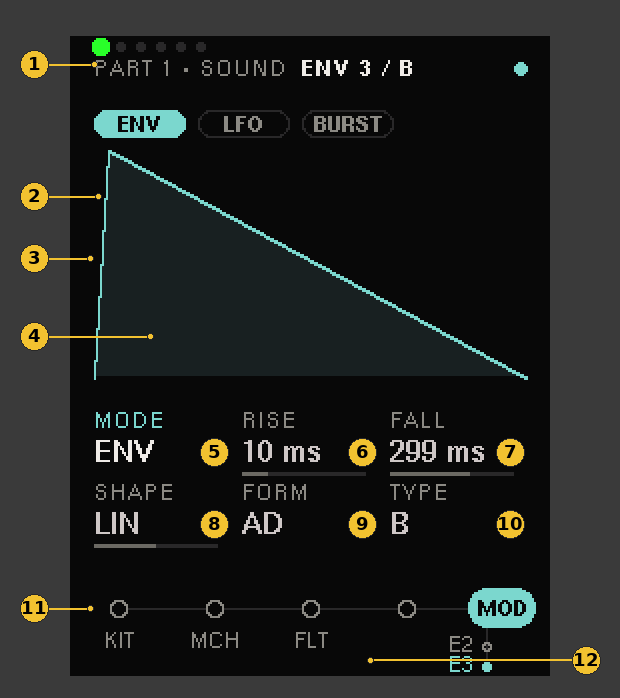 1 PART 1 • SOUND ENV 3 / B
ENV LFO BURST
2
3
4
MODE RISE FALL
ENV 5 10 ms 6 299 ms 7
SHAPE FORM TYPE
LIN 8 AD 9 B 10
11 MOD
KIT MCH FLT
E2
E3 12